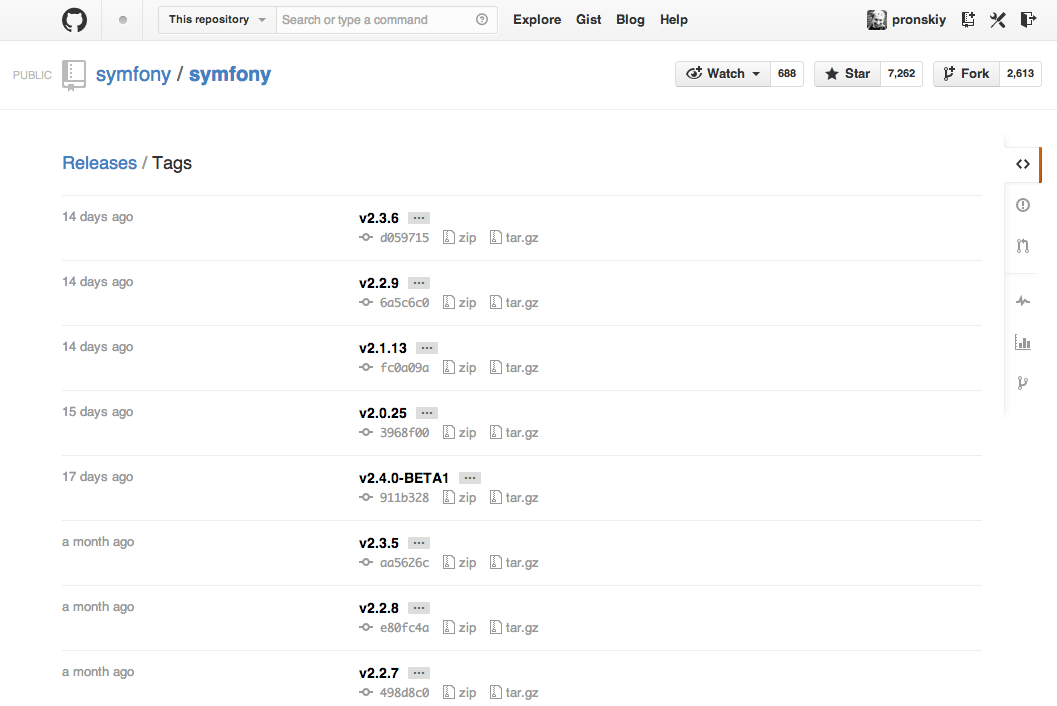 This repository Search or type a command Explore Gist Blog Help pronskiy
PUBLIC symfony / symfony Watch 688 Star 7,262 Fork 2,613
Releases / Tags
14 days ago v2.3.6 ...
d059715 zip tar.gz
14 days ago v2.2.9 ...
6a5c6c0 zip tar.gz
14 days ago v2.1.13 ...
fc0a09a zip tar.gz
15 days ago v2.0.25 ...
3968f00 zip tar.gz
17 days ago v2.4.0-BETA1 ...
911b328 zip tar.gz
a month ago v2.3.5 ...
aa5626c zip tar.gz
a month ago v2.2.8 ...
e80fc4a zip tar.gz
a month ago v2.2.7 ...
498d8c0 zip tar.gz